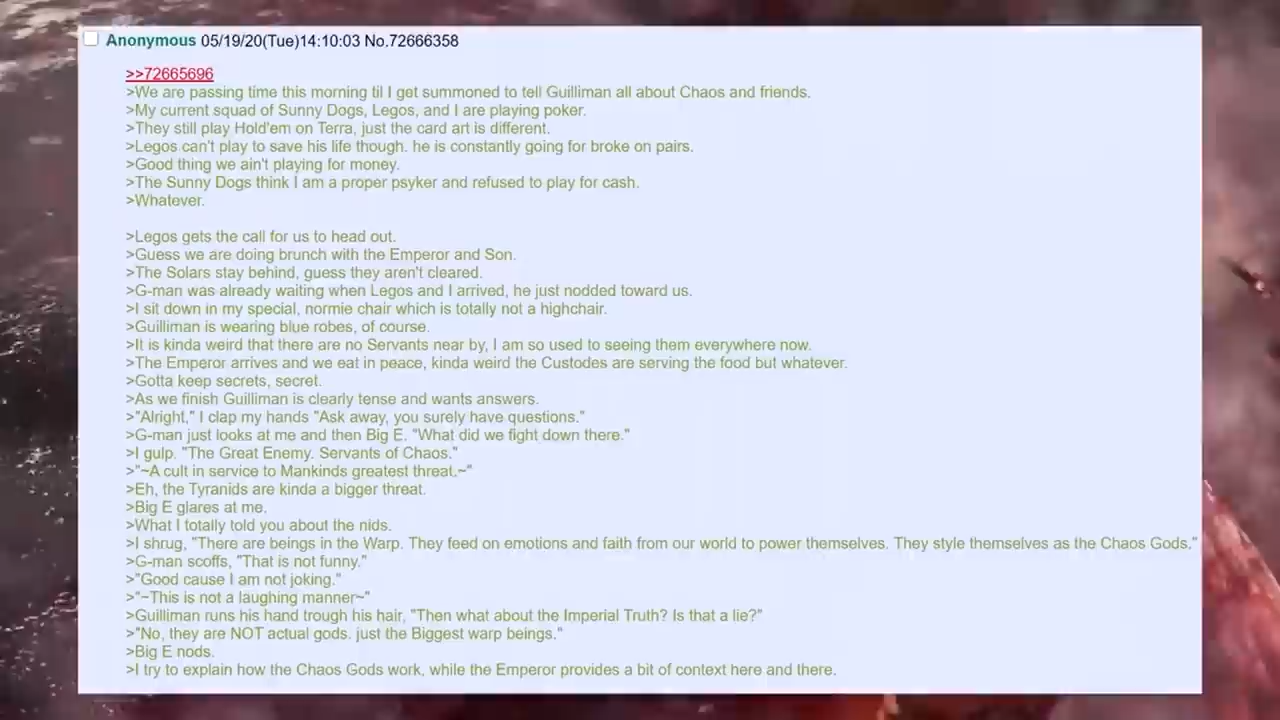 Anonymous 05/19/20(Tue)14:10:03 No.72666358
>>72665696
>We are passing time this morning til I get summoned to tell Guilliman all about Chaos and friends.
>My current squad of Sunny Dogs, Legos, and I are playing poker.
>They still play Hold'em on Terra, just the card art is different.
>Legos can't play to save his life though. he is constantly going for broke on pairs.
>Good thing we ain't playing for money.
>The Sunny Dogs think I am a proper psyker and refused to play for cash.
>Whatever.
>Legos gets the call for us to head out.
>Guess we are doing brunch with the Emperor and Son.
>The Solars stay behind, guess they aren't cleared.
>G-man was already waiting when Legos and I arrived, he just nodded toward us.
>I sit down in my special, normie chair which is totally not a highchair.
>Guilliman is wearing blue robes, of course.
>It is kinda weird that there are no Servants near by, I am so used to seeing them everywhere now.
>The Emperor arrives and we eat in peace, kinda weird the Custodes are serving the food but whatever.
>Gotta keep secrets, secret.
>As we finish Guilliman is clearly tense and wants answers.
>"Alright," I clap my hands "Ask away, you surely have questions."
>G-man just looks at me and then Big E. "What did we fight down there."
>I gulp. "The Great Enemy. Servants of Chaos."
>"~A cult in service to Mankinds greatest threat.~"
>Eh, the Tyranids are kinda a bigger threat.
>Big E glares at me.
>What I totally told you about the nids.
>I shrug, "There are beings in the Warp. They feed on emotions and faith from our world to power themselves. They style themselves as the Chaos Gods."
>G-man scoffs, "That is not funny."
>"Good cause I am not joking."
>"~This is not a laughing manner~"
>Guilliman runs his hand trough his hair, "Then what about the Imperial Truth? Is that a lie?"
>"No, they are NOT actual gods. just the Biggest warp beings."
>Big E nods.
>I try to explain how the Chaos Gods work, while the Emperor provides a bit of context here and there.